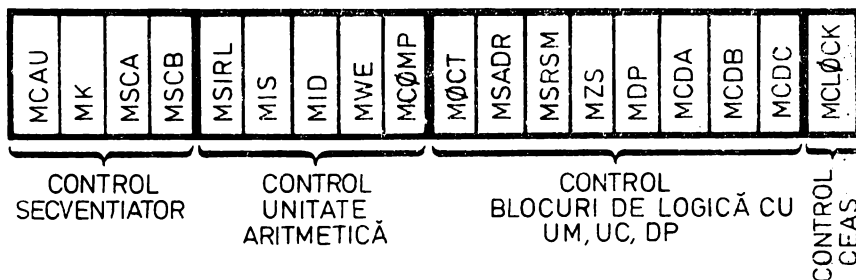 MCAU
MK
MSCA
MSCB
MSIRL
MIS
MID
MWE
MCØMP
MØCT
MSADR
MSRSM
MZS
MDP
MCDA
MCDB
MCDC
MCLØCK
CONTROL
SECVENTIATOR
CONTROL
UNITATE
ARITMETICĂ
CONTROL
BLOCURI DE LOGICĂ CU
UM, UC, DP
CONTROL
CEAS